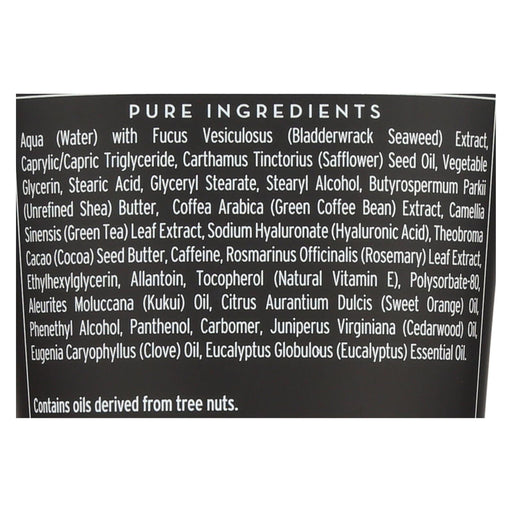 PURE INGREDIENTS
Aqua (Water) with Fucus Vesiculosus (Bladderwrack Seaweed) Extract,
Caprylic/Capric Triglyceride, Carthamus Tinctorius (Safflower) Seed Oil, Vegetable
Glycerin, Stearic Acid, Glyceryl Stearate, Stearyl Alcohol, Butyrospermum Parkii
(Unrefined Shea) Butter, Coffea Arabica (Green Coffee Bean) Extract, Camellia
Sinensis (Green Tea) Leaf Extract, Sodium Hyaluronate (Hyaluronic Acid), Theobroma
Cacao (Cocoa) Seed Butter, Caffeine, Rosmarinus Officinalis (Rosemary) Leaf Extract,
Ethylhexylglycerin, Allantoin, Tocopherol (Natural Vitamin E), Polysorbate-80,
Aleurites Moluccana (Kukui) Oil, Citrus Aurantium Dulcis (Sweet Orange) Oil,
Phenethyl Alcohol, Panthenol, Carbomer, Juniperus Virginiana (Cedarwood) Oil,
Eugenia Caryophyllus (Clove) Oil, Eucalyptus Globulous (Eucalyptus) Essential Oil.
Contains oils derived from tree nuts.